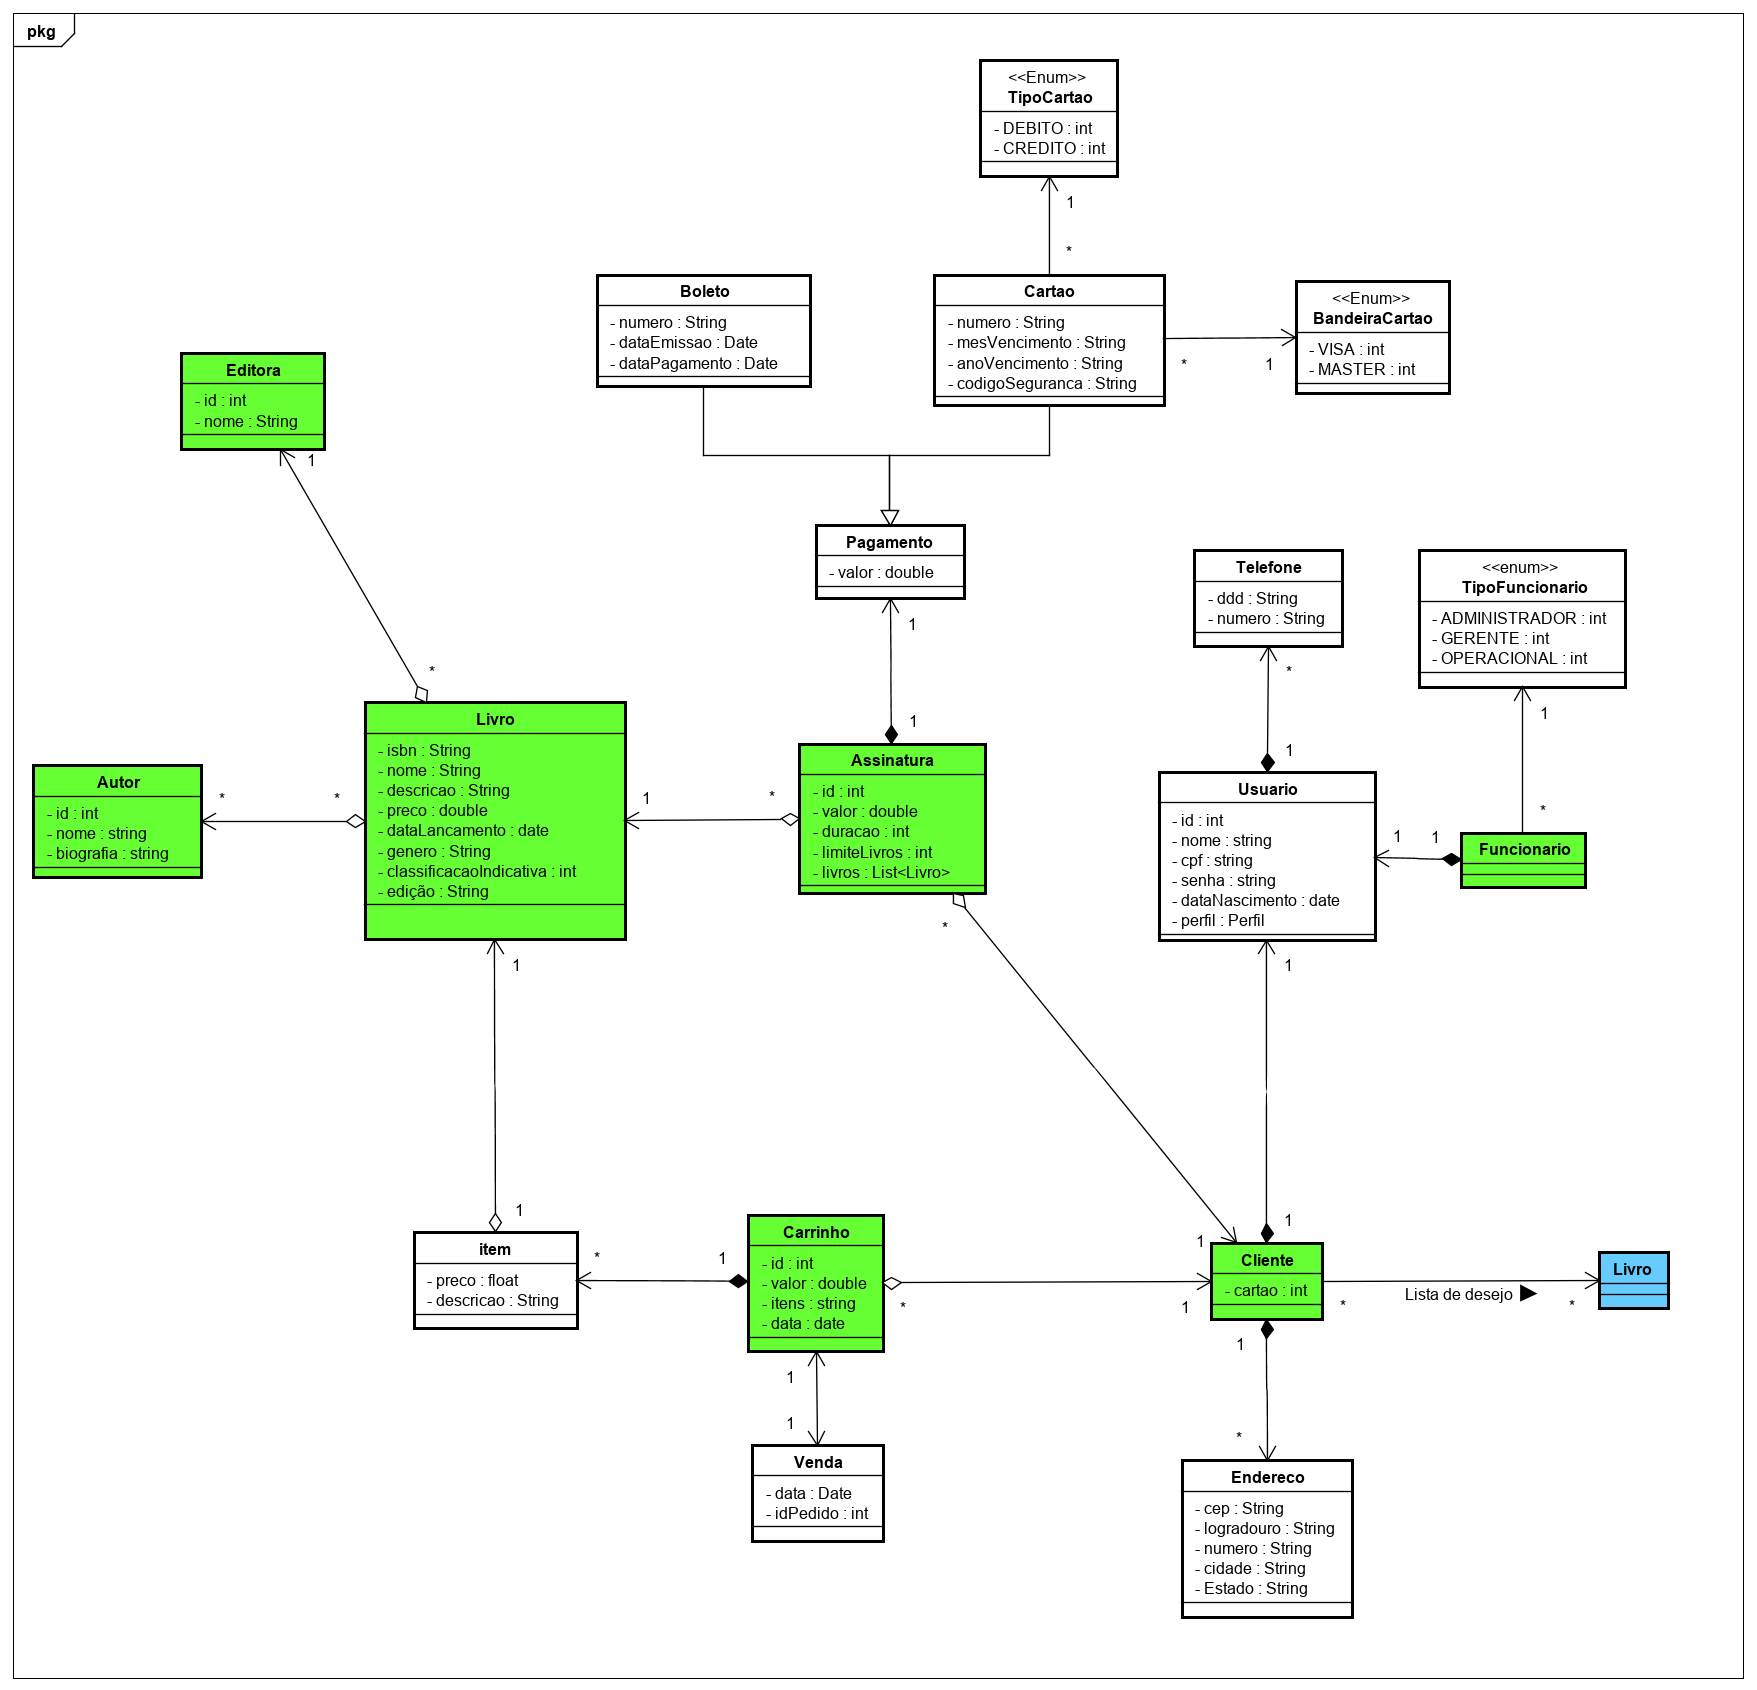 pkg
<<Enum>>
TipoCartao
- DEBITO : int
- CREDITO : int
1
*
Boleto
- numero : String
- dataEmissao : Date
- dataPagamento : Date
Cartao
- numero : String
- mesVencimento : String
- anoVencimento : String
- codigoSeguranca : String
*
1
<<Enum>>
BandeiraCartao
- VISA : int
- MASTER : int
Editora
- id : int
- nome : String
1
*
Pagamento
- valor : double
1
1
Telefone
- ddd : String
- numero : String
*
1
<<enum>>
TipoFuncionario
- ADMINISTRADOR : int
- GERENTE : int
- OPERACIONAL : int
1
*
Autor
- id : int
- nome : string
- biografia : string
*
*
Livro
- isbn : String
- nome : String
- descricao : String
- preco : double
- dataLancamento : date
- genero : String
- classificacaoIndicativa : int
- edição : String
1
*
Assinatura
- id : int
- valor : double
- duracao : int
- limiteLivros : int
- livros : List<Livro>
*
Usuario
- id : int
- nome : string
- cpf : string
- senha : string
- dataNascimento : date
- perfil : Perfil
1
1
Funcionario
1
1
1
1
1
item
- preco : float
- descricao : String
*
1
Carrinho
- id : int
- valor : double
- itens : string
- data : date
*
1
Cliente
- cartao : int
*
Lista de desejo
*
Livro
1
1
1
*
Venda
- data : Date
- idPedido : int
Endereco
- cep : String
- logradouro : String
- numero : String
- cidade : String
- Estado : String